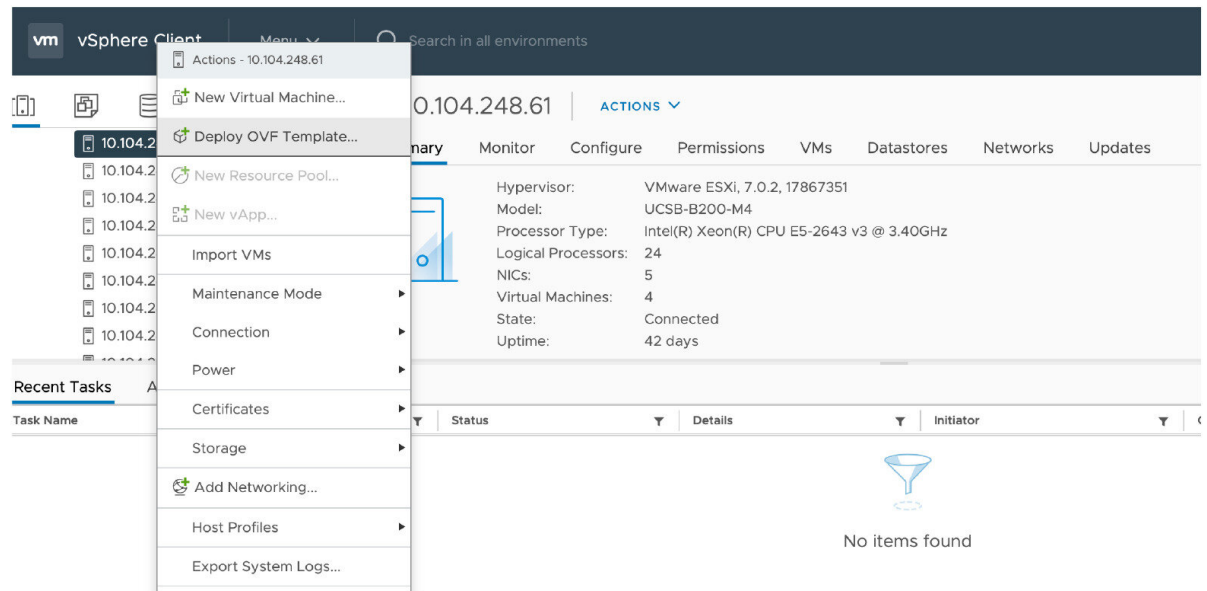 vm vSphere Client Menu Search in all environments
Actions - 10.104.248.61
New Virtual Machine...
Deploy OVF Template...
New Resource Pool...
New vApp...
Import VMs
Maintenance Mode
Connection
Power
Certificates
Storage
Add Networking...
Host Profiles
Export System Logs...
10.104.2
10.104.2
10.104.2
10.104.2
10.104.2
10.104.2
10.104.2
10.104.2
0.104.248.61 ACTIONS
mary Monitor Configure Permissions VMs Datastores Networks Updates
Hypervisor: VMware ESXi, 7.0.2, 17867351
Model: UCSB-B200-M4
Processor Type: Intel(R) Xeon(R) CPU E5-2643 v3 @ 3.40GHz
Logical Processors: 24
NICs: 5
Virtual Machines: 4
State: Connected
Uptime: 42 days
Recent Tasks A
Task Name Status Details Initiator
No items found